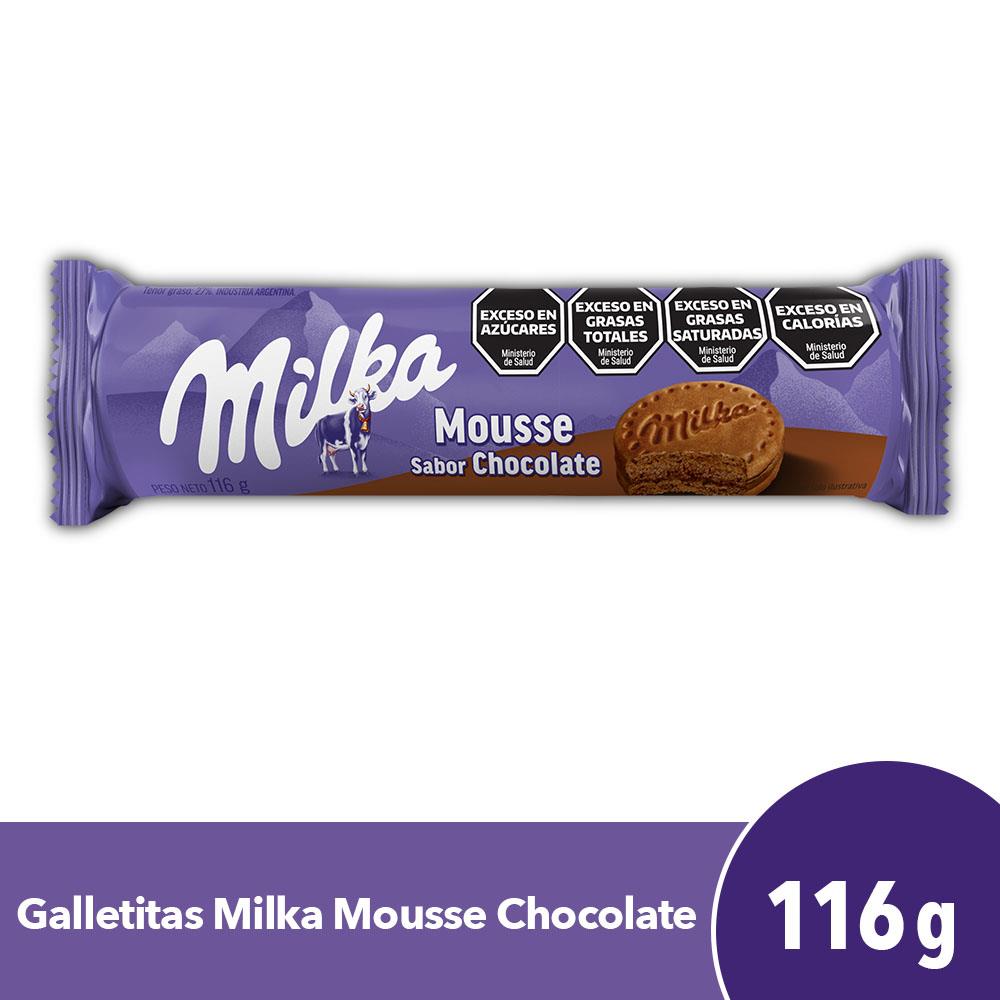 Tenor graso: 27%. INDUSTRIA ARGENTINA
Milka
Mousse
Sabor Chocolate
PESO NETO 116 g
EXCESO EN
AZÚCARES
Ministerio
de Salud
EXCESO EN
GRASAS
TOTALES
Ministerio
de Salud
EXCESO EN
GRASAS
SATURADAS
Ministerio
de Salud
EXCESO EN
CALORÍAS
Ministerio
de Salud
Milka
ilustrativa
Galletitas Milka Mousse Chocolate
116 g